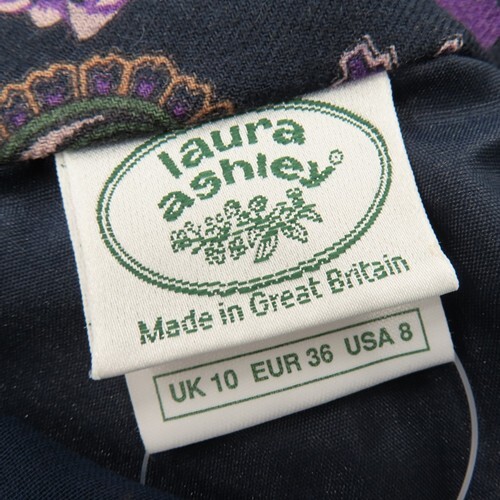 laura
ashley®
Made in Great Britain
UK 10 EUR 36 USA 8